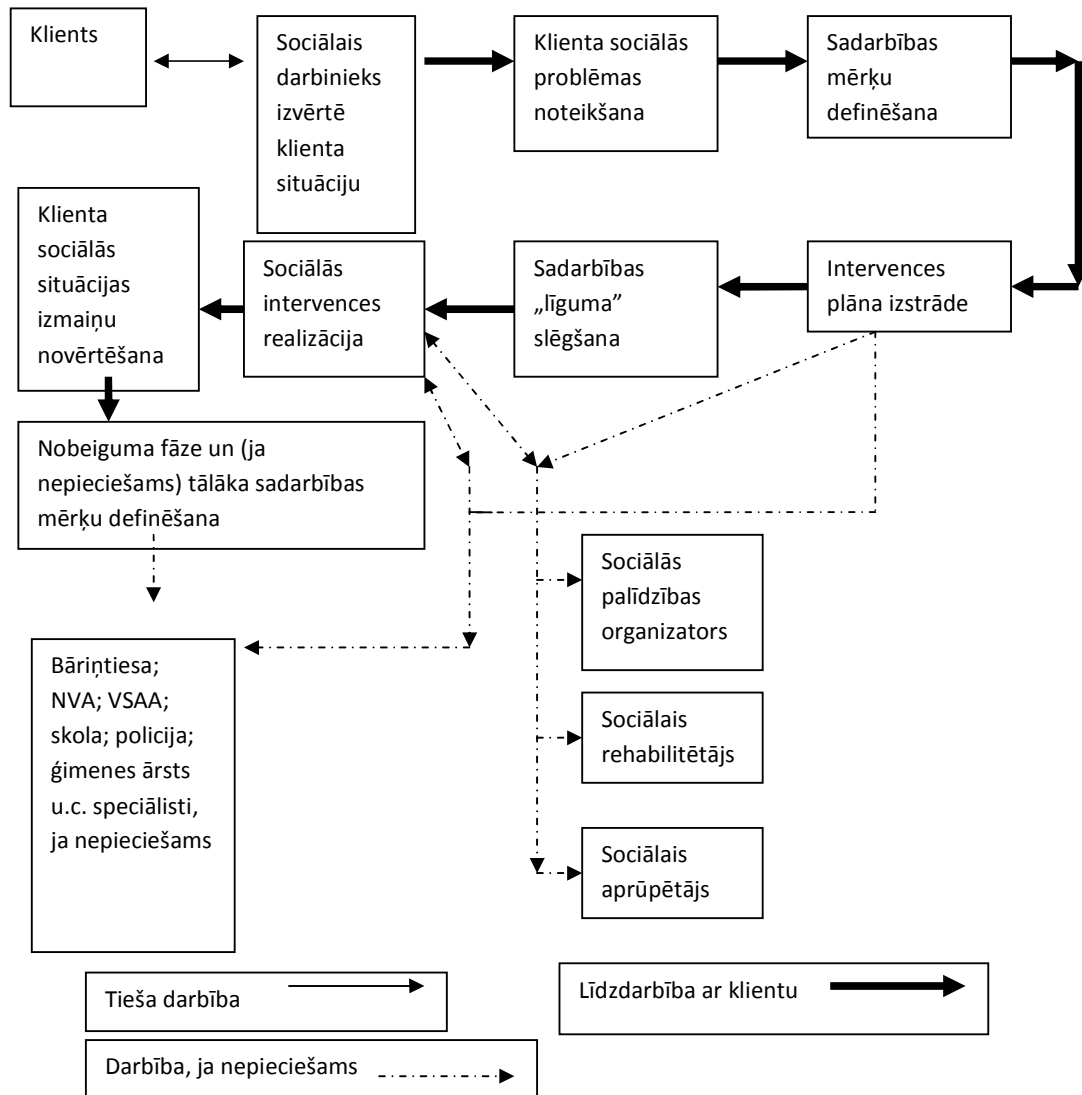 Klients
Sociālais
darbinieks
izvērtē
klienta
situāciju
Klienta sociālās
problēmas
noteikšana
Sadarbības
mērķu
definēšana
Klienta
sociālās
situācijas
izmaiņu
novērtēšana
Sociālās
intervences
realizācija
Sadarbības
„līguma”
slēgšana
Intervences
plāna izstrāde
Nobeiguma fāze un (ja
nepieciešams) tālāka sadarbības
mērķu definēšana
Sociālās
palīdzības
organizators
Bāriņtiesa;
NVA; VSAA;
skola; policija;
ģimenes ārsts
u.c. speciālisti,
ja nepieciešams
Sociālais
rehabilitētājs
Sociālais
aprūpētājs
Tieša darbība
Līdzdarbība ar klientu
Darbība, ja nepieciešams